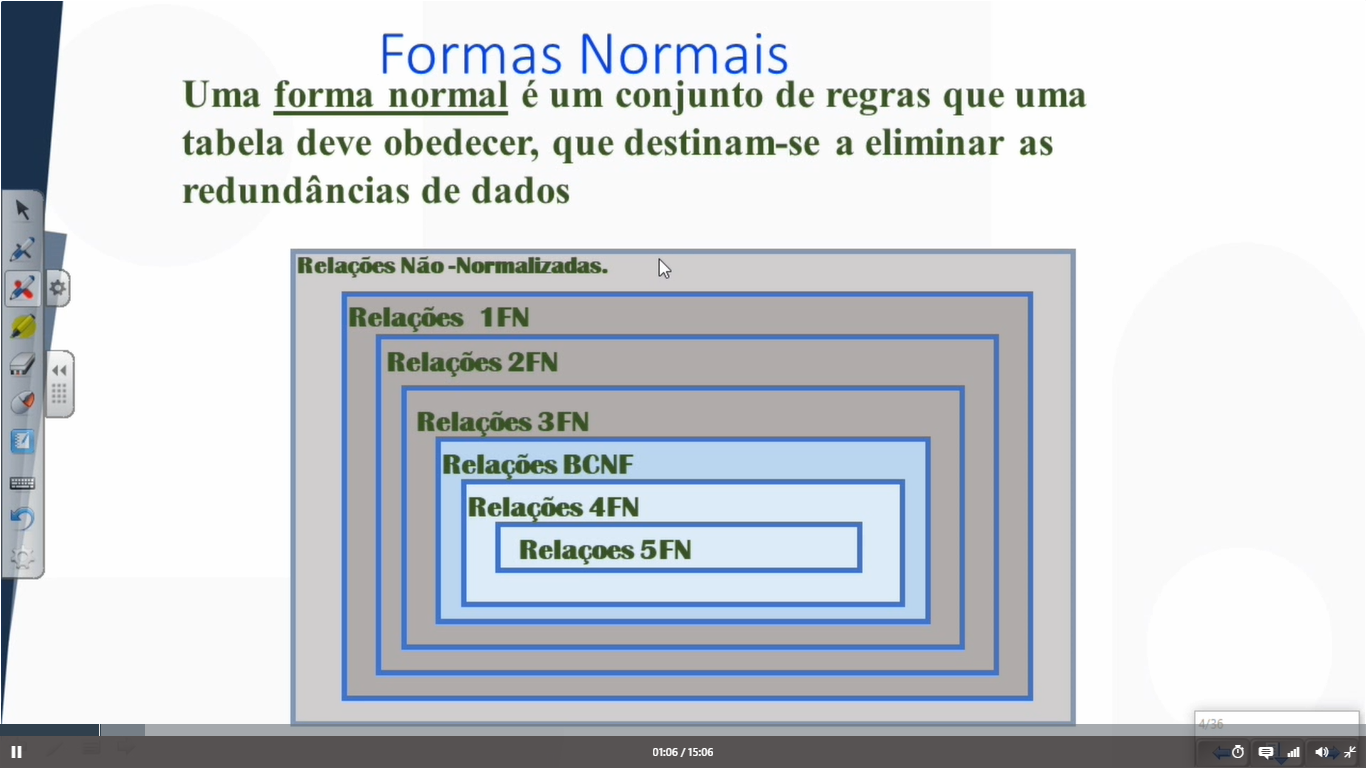 Formas Normais
Uma forma normal é um conjunto de regras que uma
tabela deve obedecer, que destinam-se a eliminar as
redundâncias de dados
Relações Não -Normalizadas.
Relações 1FN
Relações 2FN
Relações 3FN
Relações BCNF
Relações 4FN
Relaçoes 5FN
4/36
01:06 / 15:06